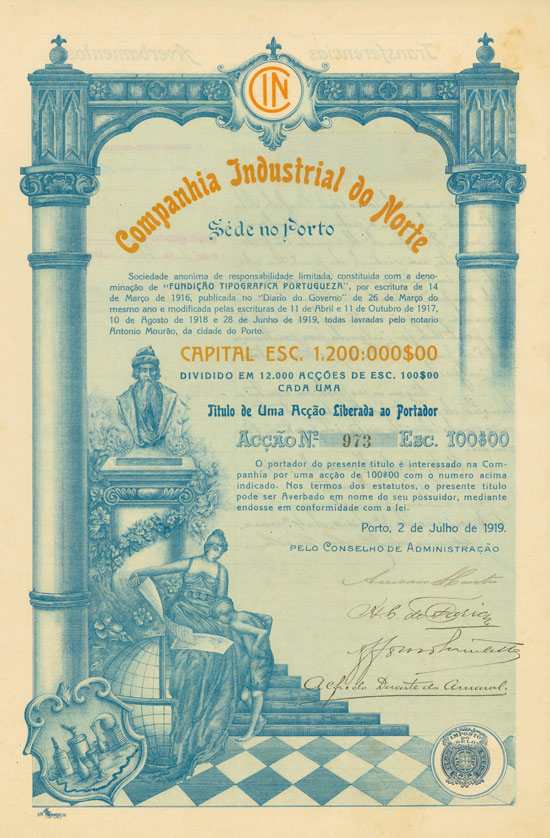 CIN
Companhia Industrial do Norte
Séde no Porto
Sociedade anonima de responsabilidade limitada, constituida com a deno-
minação de "FUNDIÇÃO TIPOGRAFICA PORTUGUEZA", por escritura de 14
de Março de 1916, publicada no "Diario do Governo" de 26 de Março do
mesmo ano e modificada pelas escrituras de 11 de Abril e 11 de Outubro de 1917,
10 de Agosto de 1918 e 28 de Junho de 1919, todas lavradas pelo notario
Antonio Mourão, da cidade do Porto.
CAPITAL ESC. 1.200:000$00
DIVIDIDO EM 12.000 ACÇÕES DE ESC. 100$00
CADA UMA
Titulo de Uma Acção Liberada ao Portador
Acção Nº 973 Esc. 100$00
O portador do presente titulo é interessado na Com-
panhia por uma acção de 100$00 com o numero acima
indicado. Nos termos dos estatutos, o presente titulo
pode ser Averbado em nome do seu possuidor, mediante
endosse em conformidade com a lei.
Porto, 2 de Julho de 1919.
PELO CONSELHO DE ADMINISTRAÇÃO
Alfredo Duarte do Amaral.
IMPOSTO
DO
SELO